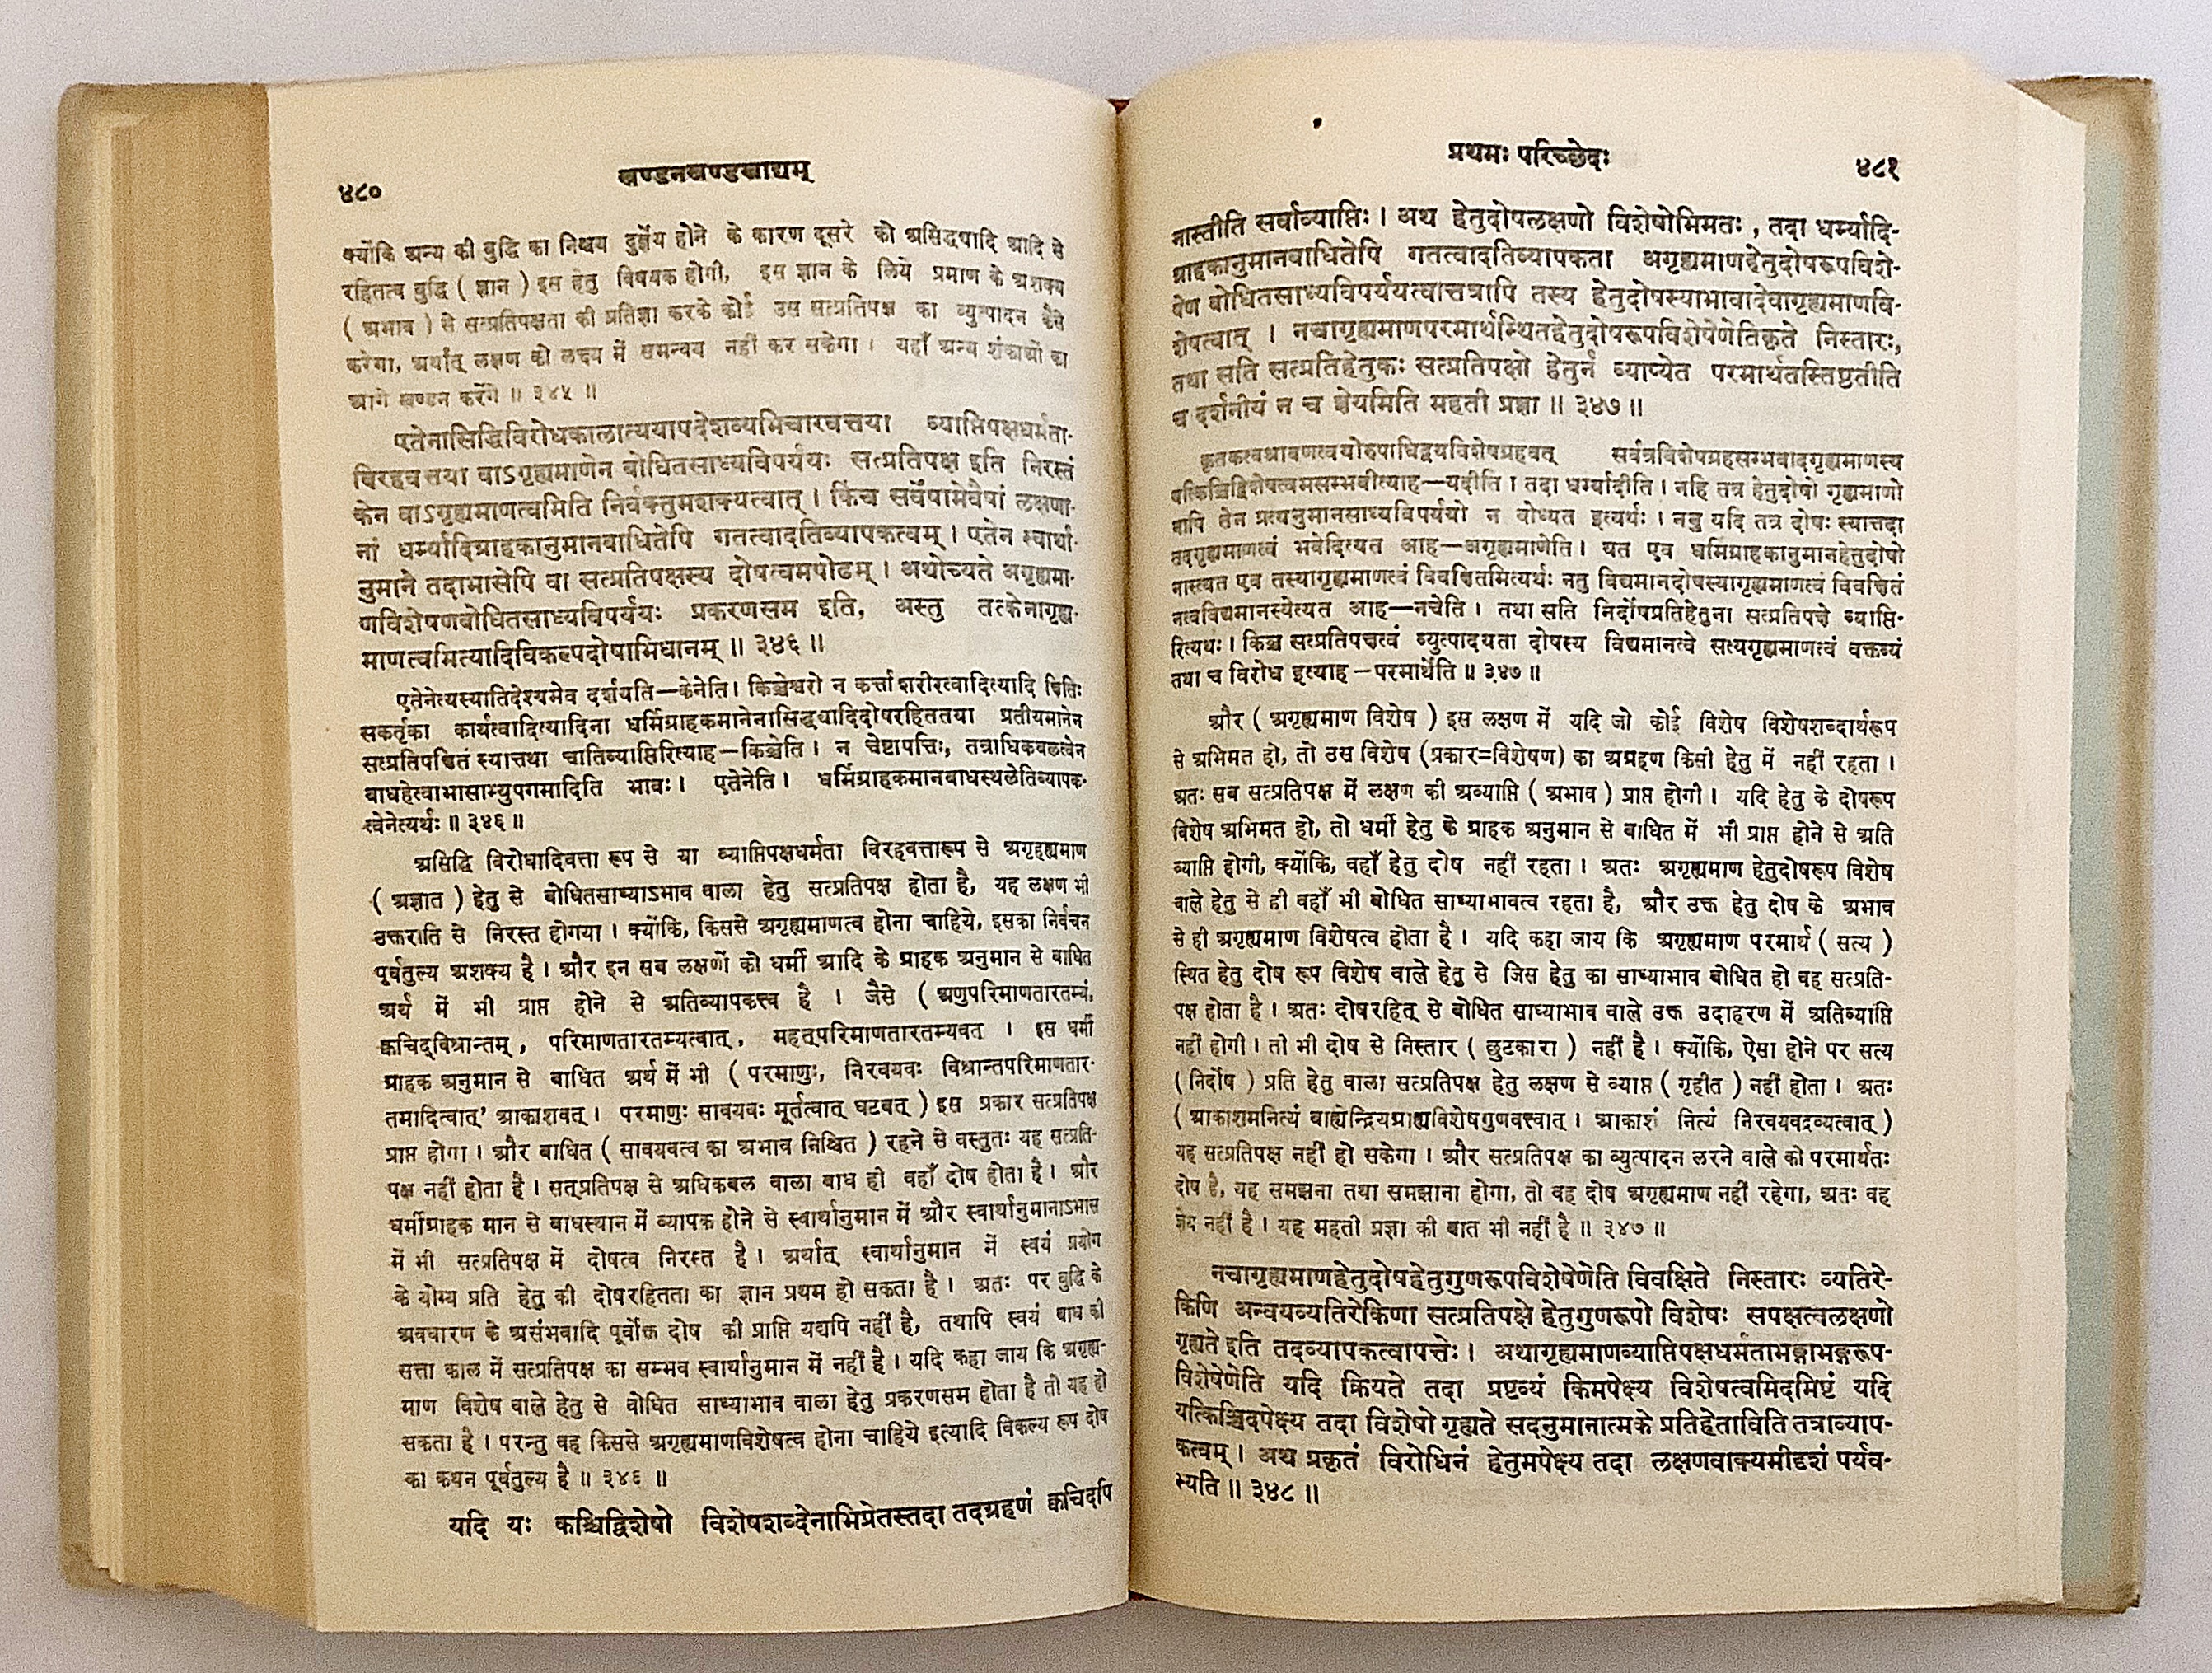 ४८०
खण्डनखण्डखाद्यम्
क्योंकि अन्य की बुद्धि का निश्चय दुर्ज्ञेय होने के कारण दूसरे को असिद्ध्यादि आदि से
रहितत्व बुद्धि ( ज्ञान ) इस हेतु विषयक होगी, इस ज्ञान के लिये प्रमाण के अशक्य
( अभाव ) से सत्प्रतिपक्षता की प्रतिज्ञा करके कोई उस सत्प्रतिपक्ष का व्युत्पादन कैसे
करेगा, अर्थात् लक्षण को लक्ष्य में समन्वय नहीं कर सकेगा । यहाँ अन्य शंकाओं का
आगे खण्डन करेंगे ॥ ३४५ ॥
एतेनासिद्धिविरोधकालात्ययापदेशव्यभिचारवत्तया व्याप्तिपक्षधर्मता-
विरहवत्तया वाऽगृह्यमाणेन बोधितसाध्यविपर्ययः सत्प्रतिपक्ष इति निरस्तं
केन वाऽगृह्यमाणत्वमिति निर्वक्तुमशक्यत्वात् । किंच सर्वेषामेवैषां लक्षणा-
नां धर्म्यादिग्राहकानुमानबाधितेपि गतत्वादतिव्यापकत्वम् । एतेन स्वार्था-
नुमाने तदाभासेपि वा सत्प्रतिपक्षस्य दोषत्वमपोढम् । अथोच्यते अगृह्यमा-
णविशेषणबोधितसाध्यविपर्ययः प्रकरणसम इति, अस्तु तत्केनागृह्य-
माणत्वमित्यादिविकल्पदोषाभिधानम् ॥ ३४६ ॥
एतेनेत्यस्यातिदेश्यमेव दर्शयति—केनेति । किञ्चेश्वरो न कर्त्ता शरीरत्वादित्यादि क्षितिः
सकर्तृका कार्यत्वादित्यादिना धर्मिग्राहकमानेनासिद्ध्यादिदोषरहिततया प्रतीयमानेन
सत्प्रतिपक्षितं स्यात्तथा चातिव्याप्तिरित्याह—किञ्चेति । न चेष्टापत्तिः, तत्राधिकबलत्वेन
बाधहेत्वाभासाभ्युपगमादिति भावः । एतेनेति । धर्मिग्राहकमानबाधस्थलेतिव्यापक-
त्वेनेत्यर्थः ॥ ३४६ ॥
असिद्धि विरोधादिवत्ता रूप से या व्याप्तिपक्षधर्मता विरहवत्तारूप से अगृह्यमाण
( अज्ञात ) हेतु से बोधितसाध्याऽभाव वाला हेतु सत्प्रतिपक्ष होता है, यह लक्षण भी
उक्तराति से निरस्त होगया । क्योंकि, किससे अगृह्यमाणत्व होना चाहिये, इसका निर्वचन
पूर्वतुल्य अशक्य है । और इन सब लक्षणों को धर्मी आदि के ग्राहक अनुमान से बाधित
अर्थ में भी प्राप्त होने से अतिव्यापकत्त्व है । जैसे ( अणुपरिमाणतारतम्यं,
क्वचिद्विश्रान्तम्, परिमाणतारतम्यत्वात्, महत्परिमाणतारतम्यवत । इस धर्मी
ग्राहक अनुमान से बाधित अर्थ में भी ( परमाणुः, निरवयवः विश्रान्तपरिमाणतार-
तमादित्वात्' आकाशवत् । परमाणुः सावयवः मूर्तत्वात् घटवत् ) इस प्रकार सत्प्रतिपक्ष
प्राप्त होगा । और बाधित ( सावयवत्व का अभाव निश्चित ) रहने से वस्तुतः यह सत्प्रति-
पक्ष नहीं होता है । सत्प्रतिपक्ष से अधिकबल वाला बाध ही वहाँ दोष होता है । और
धर्मीग्राहक मान से बाधस्थान में व्यापक होने से स्वार्थानुमान में और स्वार्थानुमानाऽभास
में भी सत्प्रतिपक्ष में दोषत्व निरस्त है । अर्थात् स्वार्थानुमान में स्वयं प्रयोग
के योग्य प्रति हेतु की दोषरहितता का ज्ञान प्रथम हो सकता है । अतः पर बुद्धि के
अवधारण के असंभवादि पूर्वोक्त दोष की प्राप्ति यद्यपि नहीं है, तथापि स्वयं बाध की
सत्ता काल में सत्प्रतिपक्ष का सम्भव स्वार्थानुमान में नहीं है । यदि कहा जाय कि अगृह्य-
माण विशेष वाले हेतु से बोधित साध्याभाव वाला हेतु प्रकरणसम होता है तो यह हो
सकता है । परन्तु वह किससे अगृह्यमाणविशेषत्व होना चाहिये इत्यादि विकल्प रूप दोष
का कथन पूर्वतुल्य है ॥ ३४६ ॥
यदि यः कश्चिद्विशेषो विशेषशब्देनाभिप्रेतस्तदा तदग्रहणं क्वचिदपि
प्रथमः परिच्छेदः
४८१
नास्तीति सर्वाव्याप्तिः । अथ हेतुदोषलक्षणो विशेषोभिमतः, तदा धर्म्यादि-
ग्राहकानुमानबाधितेपि गतत्वादतिव्यापकता अगृह्यमाणहेतुदोषरूपविशे-
षेण बोधितसाध्यविपर्ययत्वात्तत्रापि तस्य हेतुदोषस्याभावादेवागृह्यमाणवि-
शेषत्वात् । नचागृह्यमाणपरमार्थस्थितहेतुदोषरूपविशेषेणेतिकृते निस्तारः,
तथा सति सत्प्रतिहेतुकः सत्प्रतिपक्षो हेतुर्न व्याप्येत परमार्थतस्तिष्ठतीति
च दर्शनीयं न च ज्ञेयमिति महती प्रज्ञा ॥ ३४७ ॥
कृतकत्वश्रावणत्वयोरुपाधिद्वयविशेषग्रहवत् सर्वत्रविशेषग्रहसम्भवादगृह्यमाणस्य
यत्किञ्चिद्विशेषत्वमसम्भवीत्याह—यदीति । तदा धर्म्यादीति । नहि तत्र हेतुदोषो गृह्यमाणो
नापि तेन प्रत्यनुमानसाध्यविपर्ययो न बोध्यत इत्यर्थः । ननु यदि तत्र दोषः स्यात्तदा
तदगृह्यमाणत्वं भवेदित्यत आह—अगृह्यमाणेति । यत एव धर्मिग्राहकानुमानहेतुदोषो
नास्त्यत एव तस्यागृह्यमाणत्वं विवक्षितमित्यर्थः नतु विद्यमानदोषस्यागृह्यमाणत्वं विवक्षितं
नत्वविद्यमानस्येत्यत आह—नचेति । तथा सति निर्दोषप्रतिहेतुना सत्प्रतिपक्षे व्याप्ति-
रित्यर्थः । किञ्च सत्प्रतिपक्षत्वं व्युत्पादयता दोषस्य विद्यमानत्वे सत्यगृह्यमाणत्वं वक्तव्यं
तथा च विरोध इत्याह—परमार्थेति ॥ ३४७ ॥
और ( अगृह्यमाण विशेष ) इस लक्षण में यदि जो कोई विशेष विशेषशब्दार्थरूप
से अभिमत हो, तो उस विशेष (प्रकार=विशेषण) का अग्रहण किसी हेतु में नहीं रहता ।
अतः सब सत्प्रतिपक्ष में लक्षण की अव्याप्ति ( अभाव ) प्राप्त होगी । यदि हेतु के दोषरूप
विशेष अभिमत हो, तो धर्मी हेतु के ग्राहक अनुमान से बाधित में भी प्राप्त होने से अति
व्याप्ति होगी, क्योंकि, वहाँ हेतु दोष नहीं रहता । अतः अगृह्यमाण हेतुदोषरूप विशेष
वाले हेतु से ही वहाँ भी बोधित साध्याभावत्व रहता है, और उक्त हेतु दोष के अभाव
से ही अगृह्यमाण विशेषत्व होता है । यदि कहा जाय कि अगृह्यमाण परमार्थ ( सत्य )
स्थित हेतु दोष रूप विशेष वाले हेतु से जिस हेतु का साध्याभाव बोधित हो वह सत्प्रति-
पक्ष होता है । अतः दोषरहित् से बोधित साध्याभाव वाले उक्त उदाहरण में अतिव्याप्ति
नहीं होगी । तो भी दोष से निस्तार ( छुटकारा ) नहीं है । क्योंकि, ऐसा होने पर सत्य
( निर्दोष ) प्रति हेतु वाला सत्प्रतिपक्ष हेतु लक्षण से व्याप्त ( गृहीत ) नहीं होता । अतः
( आकाशमनित्यं बाह्येन्द्रियग्राह्यविशेषगुणवत्त्वात् । आकाशं नित्यं निरवयवद्रव्यत्वात् )
यह सत्प्रतिपक्ष नहीं हो सकेगा । और सत्प्रतिपक्ष का व्युत्पादन लरने वाले को परमार्थतः
दोष है, यह समझना तथा समझाना होगा, तो वह दोष अगृह्यमाण नहीं रहेगा, अतः वह
ज्ञेय नहीं है । यह महती प्रज्ञा की बात भी नहीं है ॥ ३४७ ॥
नचागृह्यमाणहेतुदोषहेतुगुणरूपविशेषेणेति विवक्षिते निस्तारः व्यतिरे-
किणि अन्वयव्यतिरेकिणा सत्प्रतिपक्षे हेतुगुणरूपो विशेषः सपक्षत्वलक्षणो
गृह्यते इति तदव्यापकत्वापत्तेः । अथागृह्यमाणव्याप्तिपक्षधर्मताभङ्गाभङ्गरूप-
विशेषेणेति यदि क्रियते तदा प्रष्टव्यं किमपेक्ष्य विशेषत्वमिदमिष्टं यदि
यत्किञ्चिदपेक्ष्य तदा विशेषो गृह्यते सदनुमानात्मके प्रतिहेताविति तत्राव्याप-
कत्वम् । अथ प्रकृतं विरोधिनं हेतुमपेक्ष्य तदा लक्षणवाक्यमीदृशं पर्यव-
स्यति ॥ ३४८ ॥